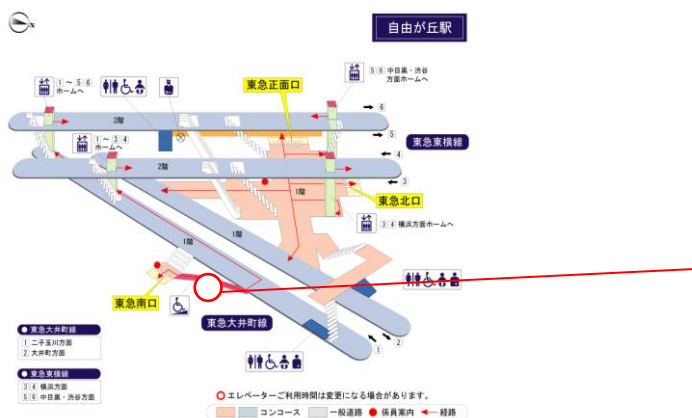 自由が丘駅
①～⑤⑥
ホームへ
⑤⑥中目黒・渋谷
方面ホームへ
東急正面口
2階
6
5
①～③④
ホームへ
東急東横線
4
2階
3
東急北口
③④横浜方面ホームへ
1階
1階
東急南口
東急大井町線
1
2
東急大井町線
①二子玉川方面
②大井町方面
東急東横線
③④横浜方面
⑤⑥中目黒・渋谷方面
エレベーターご利用時間は変更になる場合があります。
コンコース 一般道路 係員案内 経路